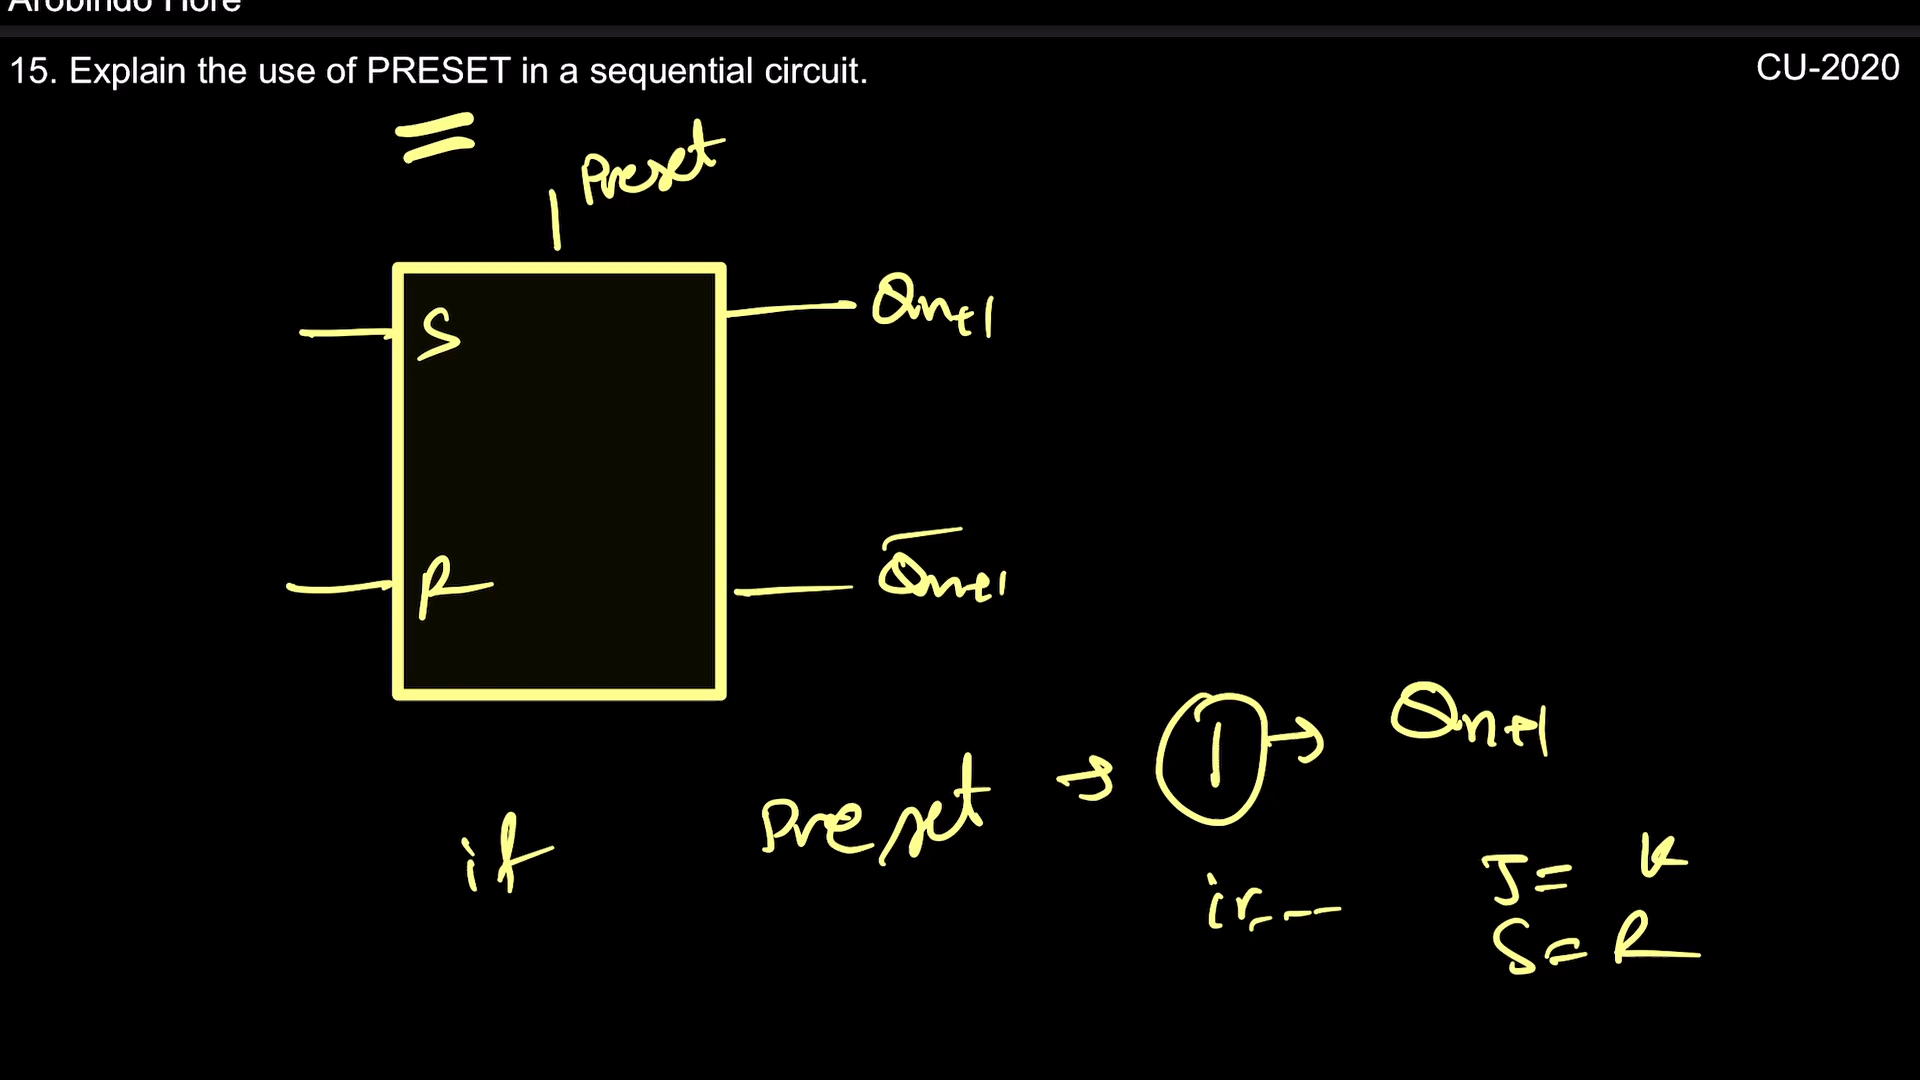 15. Explain the use of PRESET in a sequential circuit.
CU-2020
Preset
S
Qn+1
R
Q̅n+1
if Preset → 1 → Qn+1
J = K
S = R